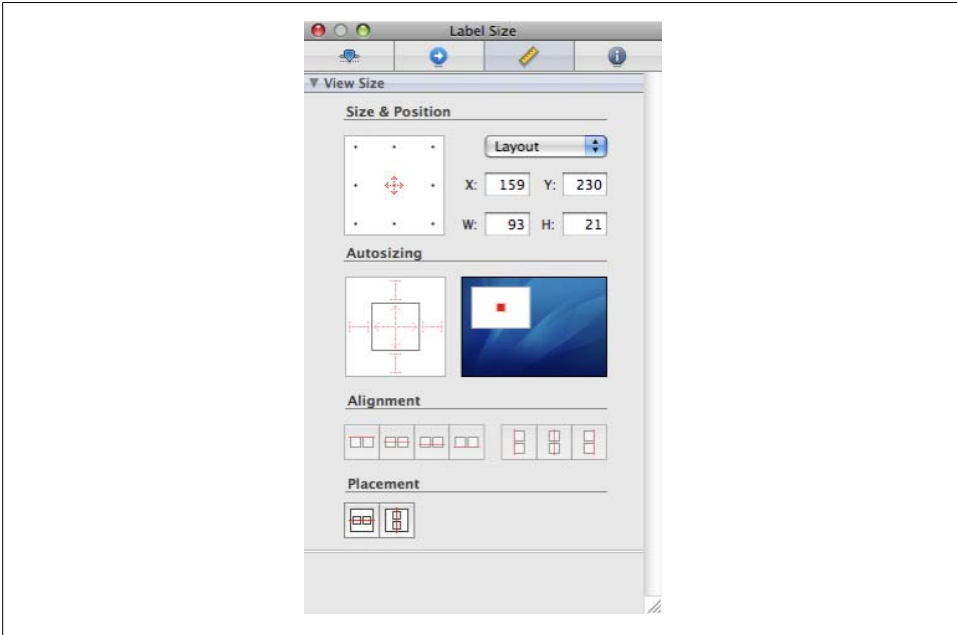 Label Size
View Size
Size & Position
Layout
X: 159 Y: 230
W: 93 H: 21
Autosizing
Alignment
Placement